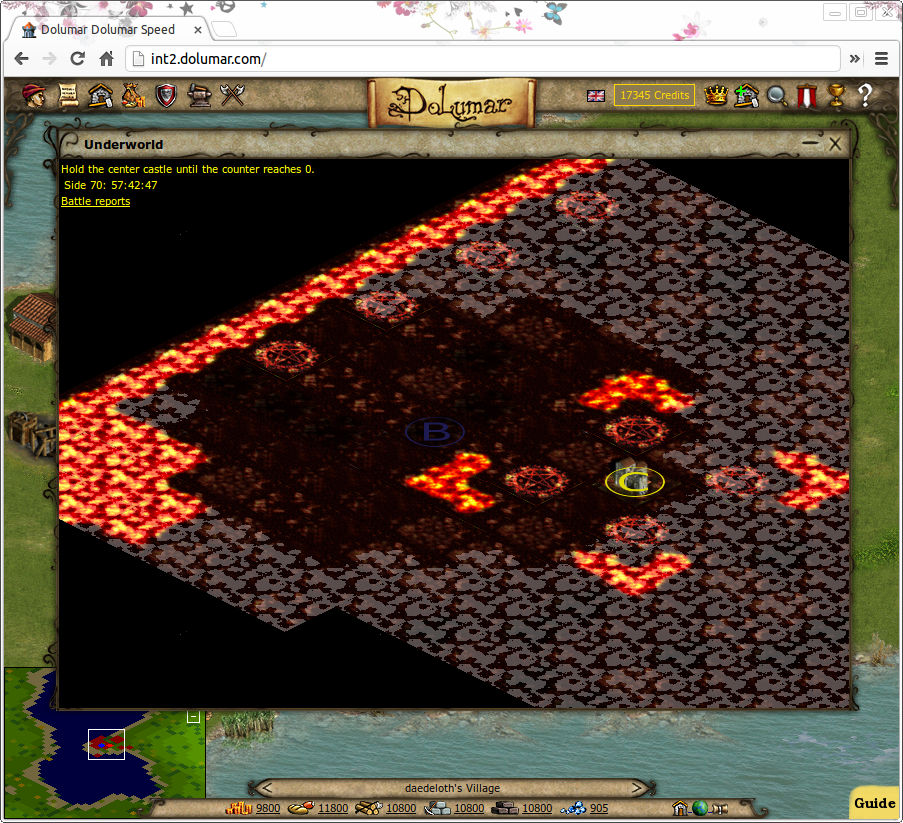 Dolumar Dolumar Speed
int2.dolumar.com/
DOLUMAR
17345 Credits
?
Underworld
Hold the center castle until the counter reaches 0.
Side 70: 57:42:47
Battle reports
B
C
daedeloth's Village
9800 11800 10800 10800 10800 905
Guide